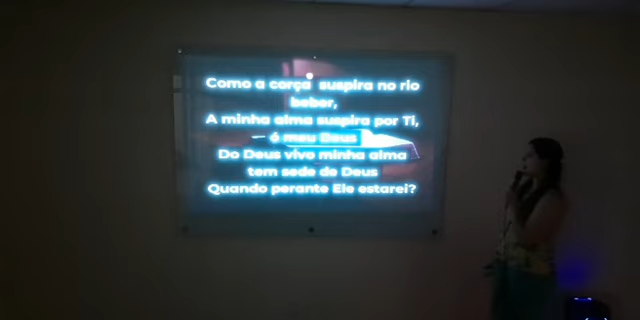 Como a corça suspira no rio
beber,
A minha alma suspira por Ti,
ó meu Deus
Do Deus vivo minha alma
tem sede de Deus
Quando perante Ele estarei?